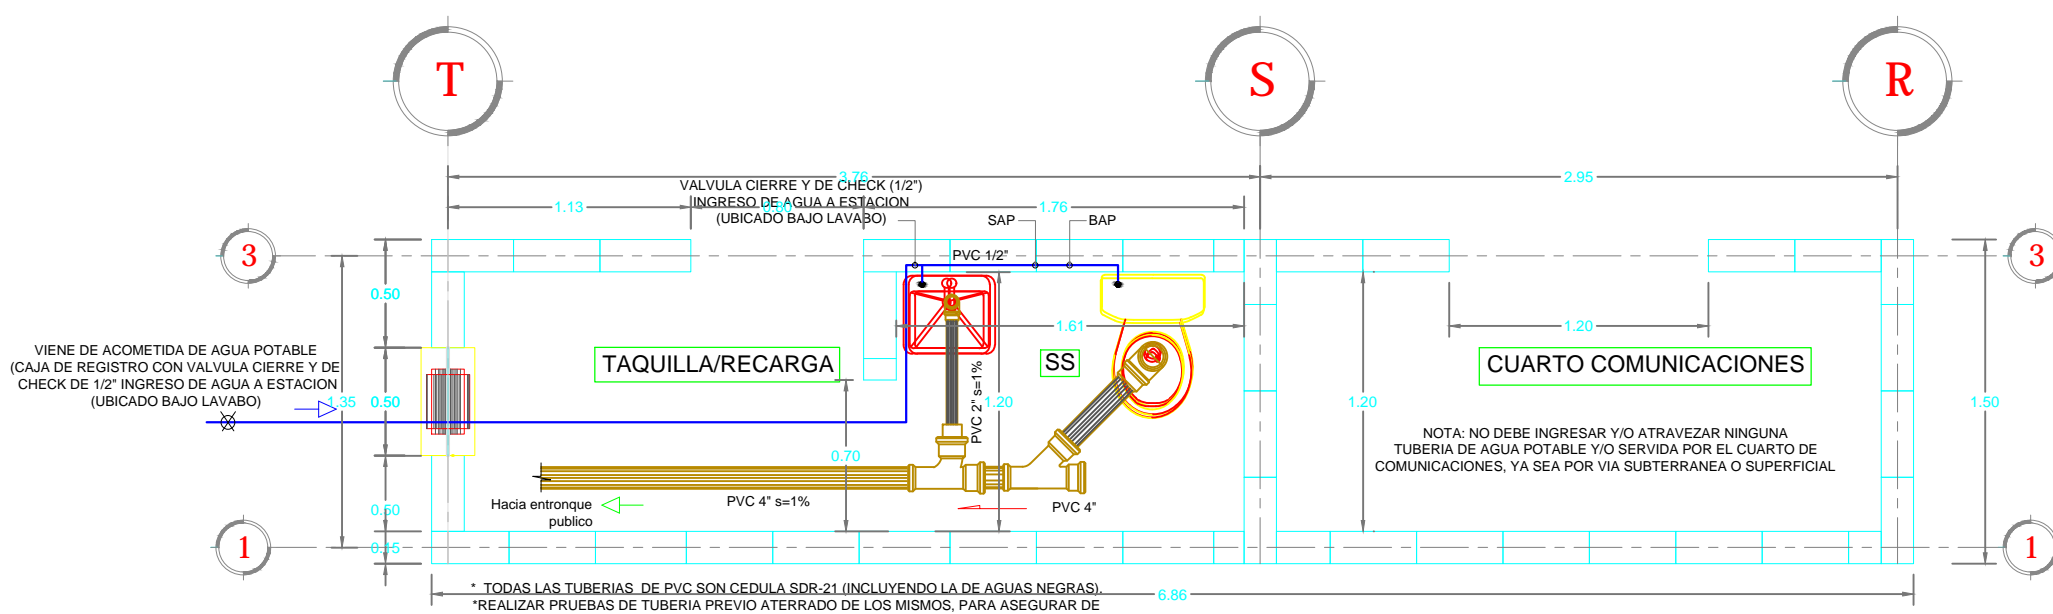 T
S
R
3.76
2.95
VALVULA CIERRE Y DE CHECK (1/2")
INGRESO DE AGUA A ESTACION
(UBICADO BAJO LAVABO)
1.13
0.80
1.76
SAP
BAP
3
3
PVC 1/2"
0.50
1.61
1.20
VIENE DE ACOMETIDA DE AGUA POTABLE
(CAJA DE REGISTRO CON VALVULA CIERRE Y DE
CHECK DE 1/2" INGRESO DE AGUA A ESTACION
(UBICADO BAJO LAVABO)
TAQUILLA/RECARGA
SS
CUARTO COMUNICACIONES
1.35
0.50
PVC 2" s=1%
1.20
1.20
1.50
0.70
NOTA: NO DEBE INGRESAR Y/O ATRAVEZAR NINGUNA
TUBERIA DE AGUA POTABLE Y/O SERVIDA POR EL CUARTO DE
COMUNICACIONES, YA SEA POR VIA SUBTERRANEA O SUPERFICIAL
Hacia entronque
publico
PVC 4" s=1%
PVC 4"
0.15
1
1
* TODAS LAS TUBERIAS DE PVC SON CEDULA SDR-21 (INCLUYENDO LA DE AGUAS NEGRAS).
6.86
*REALIZAR PRUEBAS DE TUBERIA PREVIO ATERRADO DE LOS MISMOS, PARA ASEGURAR DE